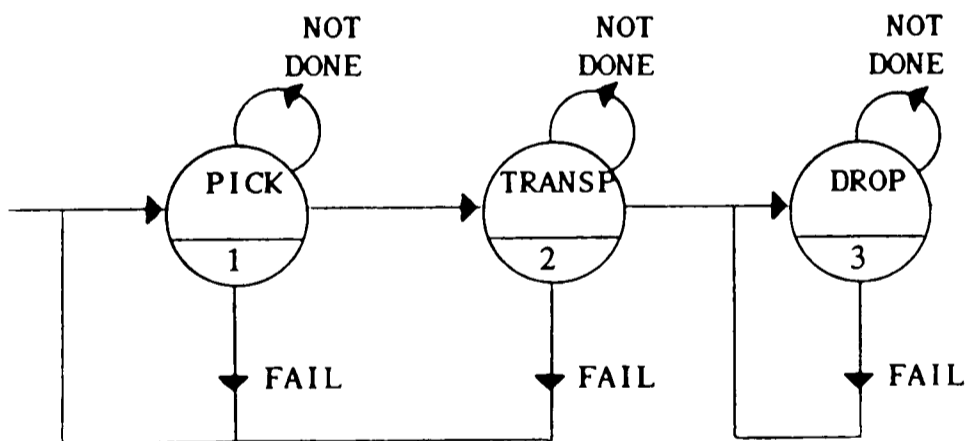 NOT
DONE
NOT
DONE
NOT
DONE
PICK
TRANSP
DROP
1
2
3
FAIL
FAIL
FAIL